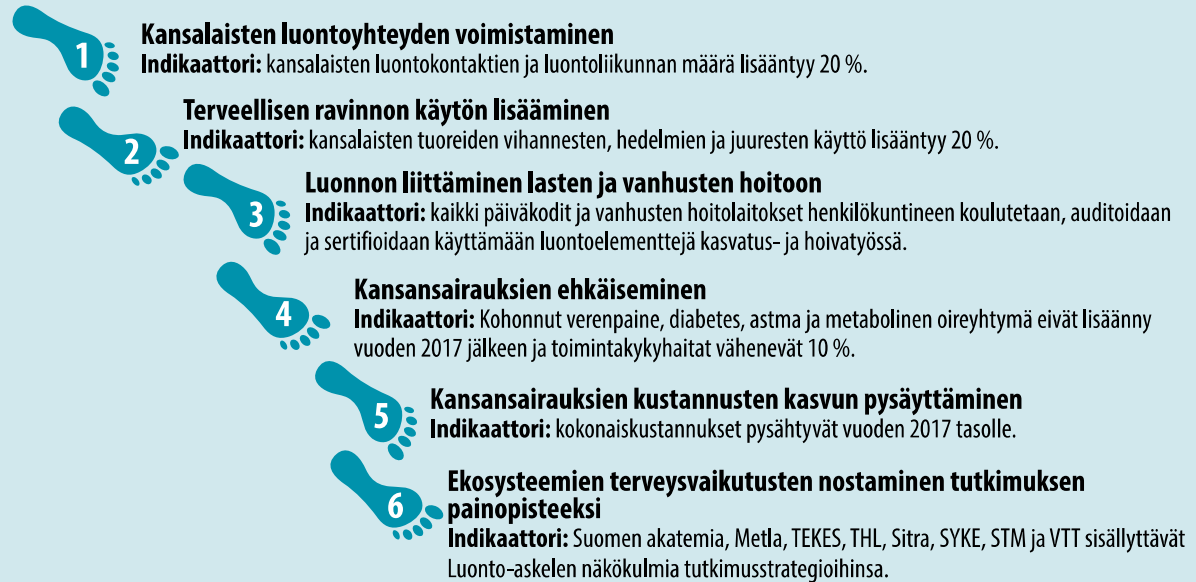 1
Kansalaisten luontoyhteyden voimistaminen
Indikaattori: kansalaisten luontokontaktien ja luontoliikunnan määrä lisääntyy 20 %.
2
Terveellisen ravinnon käytön lisääminen
Indikaattori: kansalaisten tuoreiden vihannesten, hedelmien ja juuresten käyttö lisääntyy 20 %.
3
Luonnon liittäminen lasten ja vanhusten hoitoon
Indikaattori: kaikki päiväkodit ja vanhusten hoitolaitokset henkilökuntineen koulutetaan, auditoidaan
ja sertifioidaan käyttämään luontoelementtejä kasvatus- ja hoivatyössä.
4
Kansansairauksien ehkäiseminen
Indikaattori: Kohonnut verenpaine, diabetes, astma ja metabolinen oireyhtymä eivät lisäänny
vuoden 2017 jälkeen ja toimintakykyhaitat vähenevät 10 %.
5
Kansansairauksien kustannusten kasvun pysäyttäminen
Indikaattori: kokonaiskustannukset pysähtyvät vuoden 2017 tasolle.
6
Ekosysteemien terveysvaikutusten nostaminen tutkimuksen
painopisteeksi
Indikaattori: Suomen akatemia, Metla, TEKES, THL, Sitra, SYKE, STM ja VTT sisällyttävät
Luonto-askelen näkökulmia tutkimusstrategioihinsa.